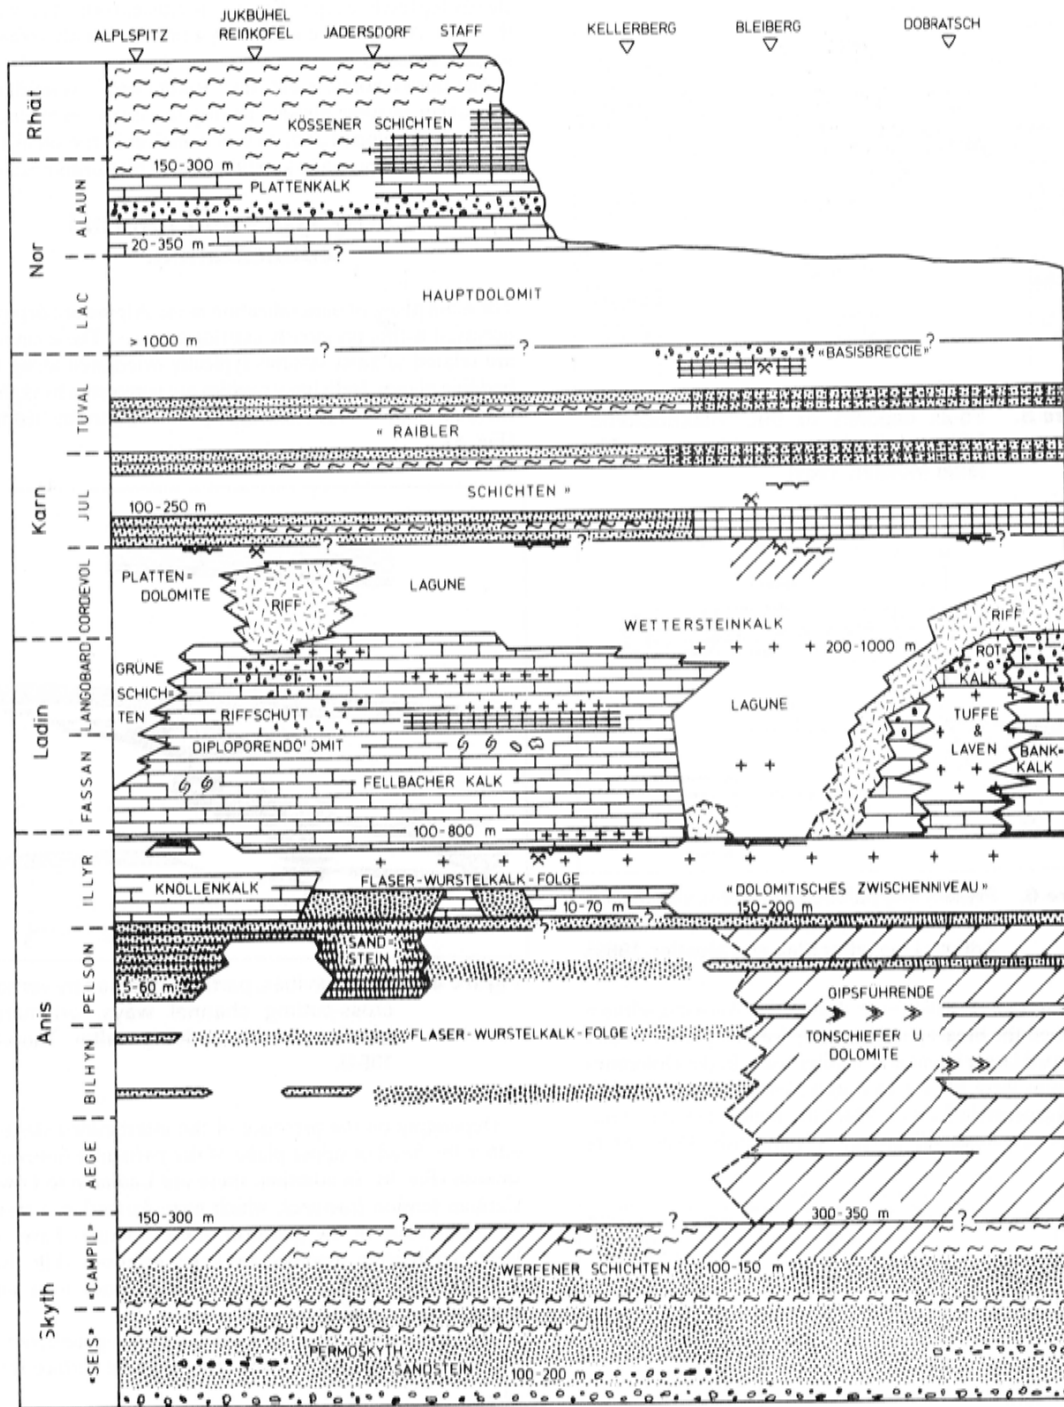 ALPLSPITZ
JUKBÜHEL
REIßKOFEL
JADERSDORF
STAFF
KELLERBERG
BLEIBERG
DOBRATSCH
Rhät
KÖSSENER SCHICHTEN
150-300 m
Nor
ALAUN
PLATTENKALK
20-350 m
?
LAC
HAUPTDOLOMIT
> 1000 m
?
?
?
«BASISBRECCIE»
Karn
TUVAL
« RAIBLER
JUL
SCHICHTEN »
100-250 m
?
?
CORDEVOL
PLATTEN=
DOLOMITE
RIFF
LAGUNE
WETTERSTEINKALK
200-1000 m
RIFF
Ladin
LANGOBARD
GRÜNE
SCHICH=
TEN
RIFFSCHUTT
LAGUNE
ROT-
KALK
TUFFE
&
LAVEN
BANK-
KALK
FASSAN
DIPLOPORENDOLOMIT
FELLBACHER KALK
100-800 m
Anis
ILLYR
KNOLLENKALK
FLASER-WURSTELKALK-FOLGE
10-70 m
"DOLOMITISCHES ZWISCHENNIVEAU"
150-200 m
?
?
PELSON
SAND=
STEIN
5-60 m
GIPSFÜHRENDE
TONSCHIEFER U
DOLOMITE
BILHYN
FLASER-WURSTELKALK-FOLGE
AEGE
150-300 m
?
?
300-350 m
?
Skyth
«CAMPIL»
WERFENER SCHICHTEN
100-150 m
«SEIS»
PERMOSKYTH
SANDSTEIN
100-200 m